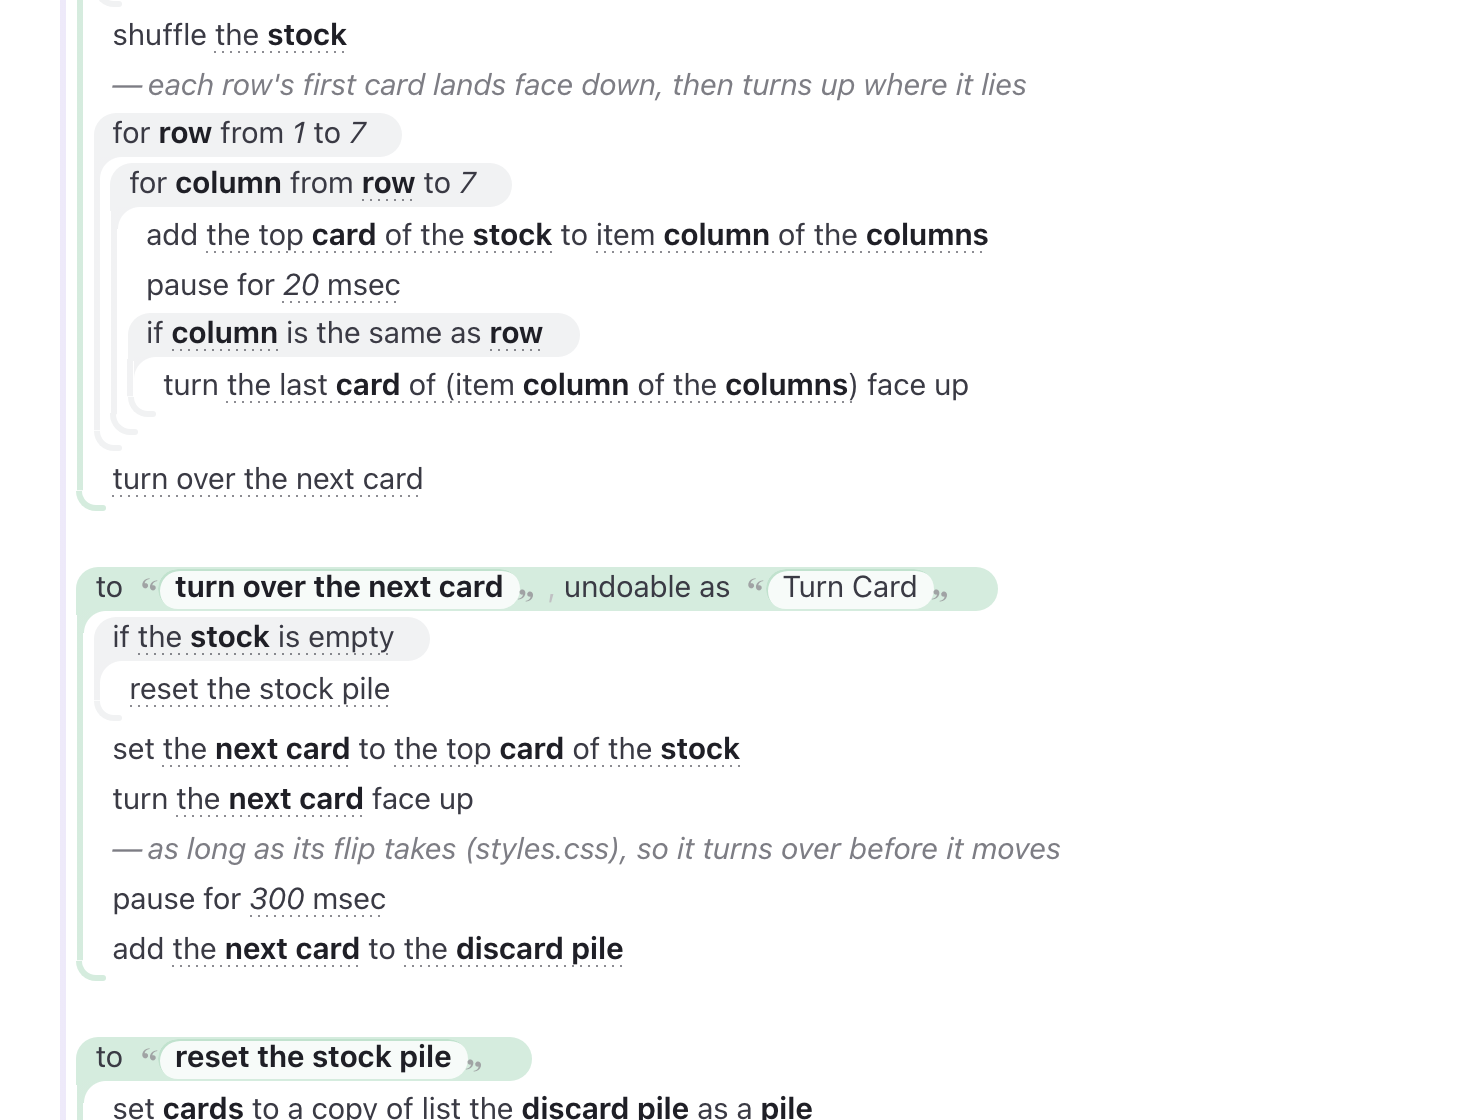 shuffle the stock
— each row's first card lands face down, then turns up where it lies
for row from 1 to 7
for column from row to 7
add the top card of the stock to item column of the columns
pause for 20 msec
if column is the same as row
turn the last card of (item column of the columns) face up
turn over the next card
to “ turn over the next card ” , undoable as “ Turn Card ”
if the stock is empty
reset the stock pile
set the next card to the top card of the stock
turn the next card face up
— as long as its flip takes (styles.css), so it turns over before it moves
pause for 300 msec
add the next card to the discard pile
to “ reset the stock pile ”
set cards to a copy of list the discard pile as a pile